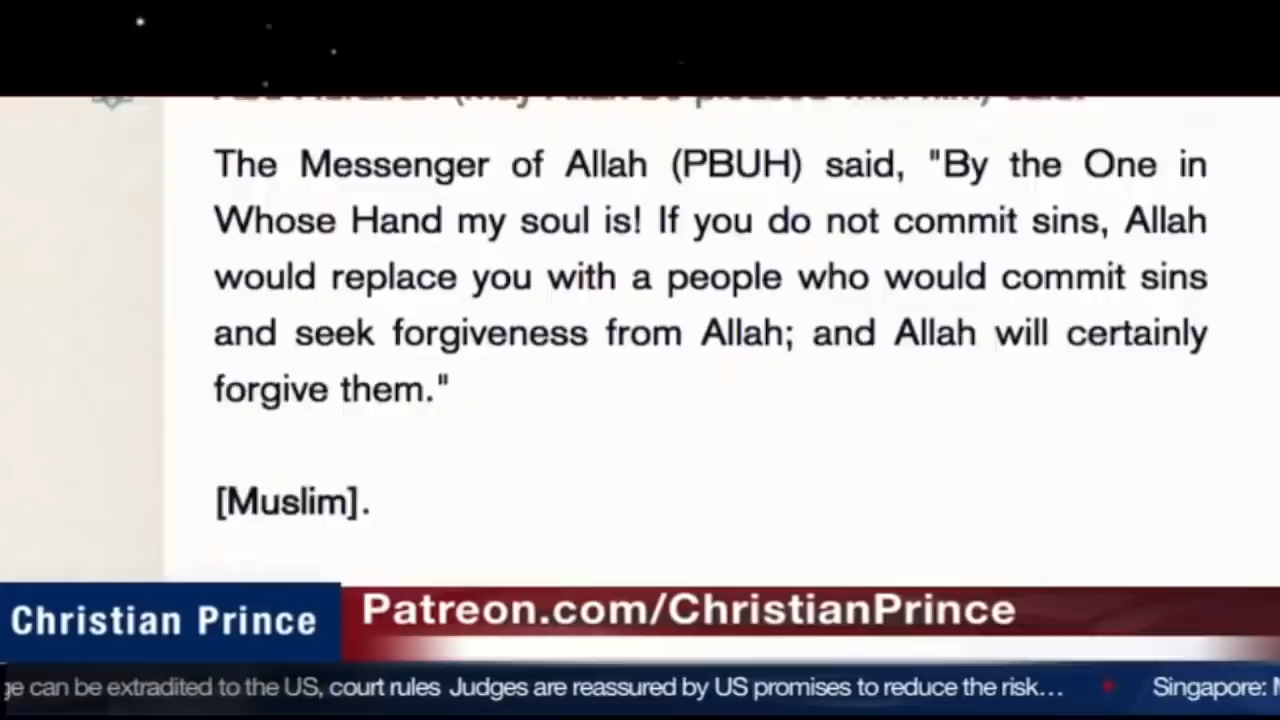 The Messenger of Allah (PBUH) said, "By the One in
Whose Hand my soul is! If you do not commit sins, Allah
would replace you with a people who would commit sins
and seek forgiveness from Allah; and Allah will certainly
forgive them."
[Muslim].
Christian Prince
Patreon.com/ChristianPrince
can be extradited to the US, court rules Judges are reassured by US promises to reduce the risk... Singapore: